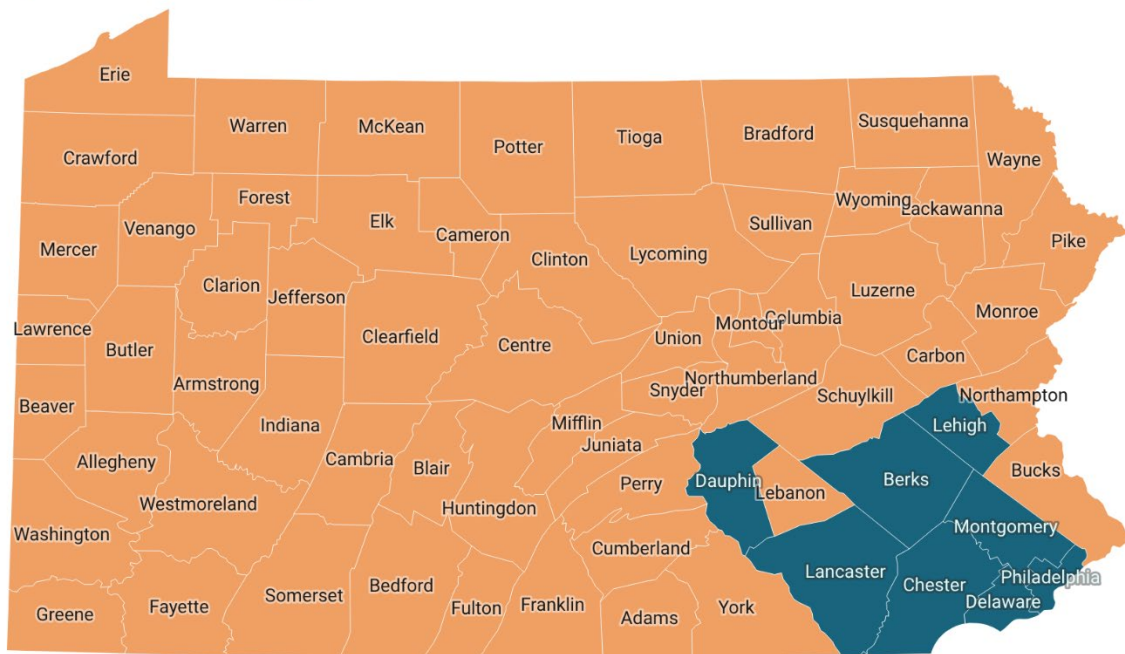 Erie
Warren
McKean
Potter
Tioga
Bradford
Susquehanna
Crawford
Wayne
Forest
Venango
Elk
Cameron
Wyoming
Lackawanna
Sullivan
Mercer
Clinton
Lycoming
Pike
Clarion
Jefferson
Luzerne
Monroe
Lawrence
Butler
Clearfield
Centre
Union
Montour
Columbia
Carbon
Armstrong
Snyder
Northumberland
Schuylkill
Northampton
Beaver
Indiana
Mifflin
Juniata
Lehigh
Allegheny
Cambria
Blair
Perry
Dauphin
Lebanon
Berks
Bucks
Westmoreland
Huntingdon
Washington
Cumberland
Montgomery
Lancaster
Chester
Philadelphia
Greene
Fayette
Somerset
Bedford
Fulton
Franklin
Adams
York
Delaware